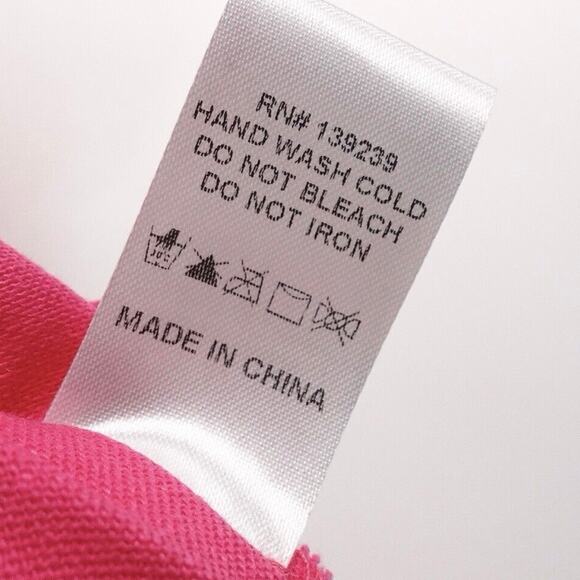 RN# 139239
HAND WASH COLD
DO NOT BLEACH
DO NOT IRON
MADE IN CHINA